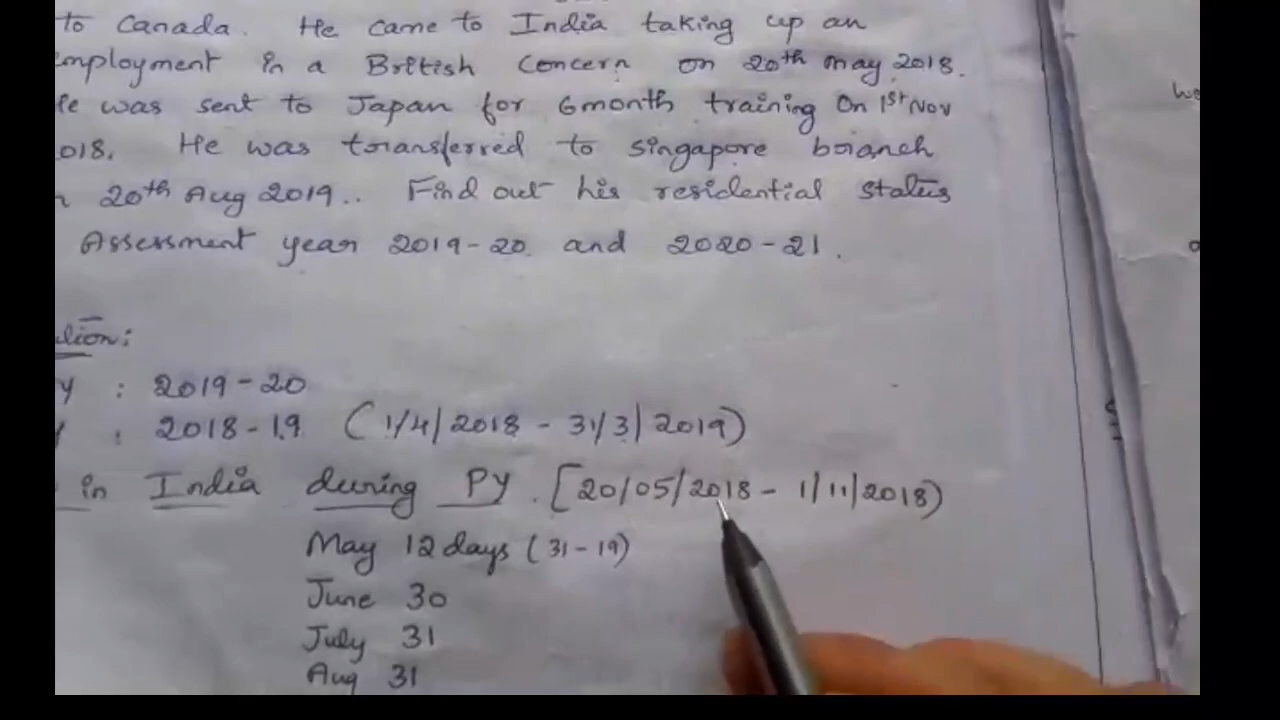 to Canada. He came to India taking up an
employment in a British Concern on 20th may 2018.
He was sent to Japan for 6month training On 1st Nov
2018. He was transferred to singapore branch
20th Aug 2019.. Find out his residential Status
Assessment year 2019-20 and 2020-21.
: 2019-20
: 2018-19 (1/4/2018 - 31/3/2019)
in India during PY. [20/05/2018 - 1/11/2018)
May 12 days (31-19)
June 30
July 31
Aug 31